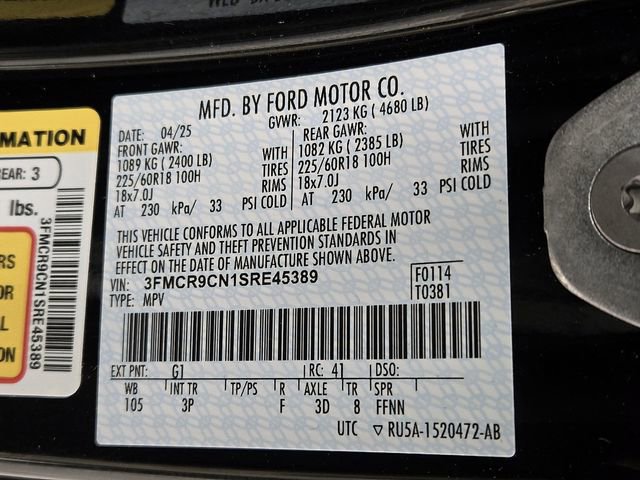 MFD. BY FORD MOTOR CO.
DATE: 04/25 GVWR: 2123 KG (4680 LB)
FRONT GAWR: WITH REAR GAWR: WITH
1089 KG (2400 LB) TIRES 1082 KG (2385 LB) TIRES
225/60R18 100H RIMS 225/60R18 100H RIMS
18x7.0J 18x7.0J
AT 230 kPa/ 33 PSI COLD AT 230 kPa/ 33 PSI COLD
THIS VEHICLE CONFORMS TO ALL APPLICABLE FEDERAL MOTOR
VEHICLE SAFETY AND THEFT PREVENTION STANDARDS IN
EFFECT ON THE DATE OF MANUFACTURE SHOWN ABOVE.
VIN: 3FMCR9CN1SRE45389 F0114
TYPE: MPV T0381
EXT PNT: G1 RC: 41 DSO:
WB INT TR TP/PS R AXLE TR SPR
105 3P F 3D 8 FFNN
UTC ▽ RU5A-1520472-AB
RMATION
EAR: 3
lbs.
3FMCR9CN1SRE45389
RS
OR
L
ON